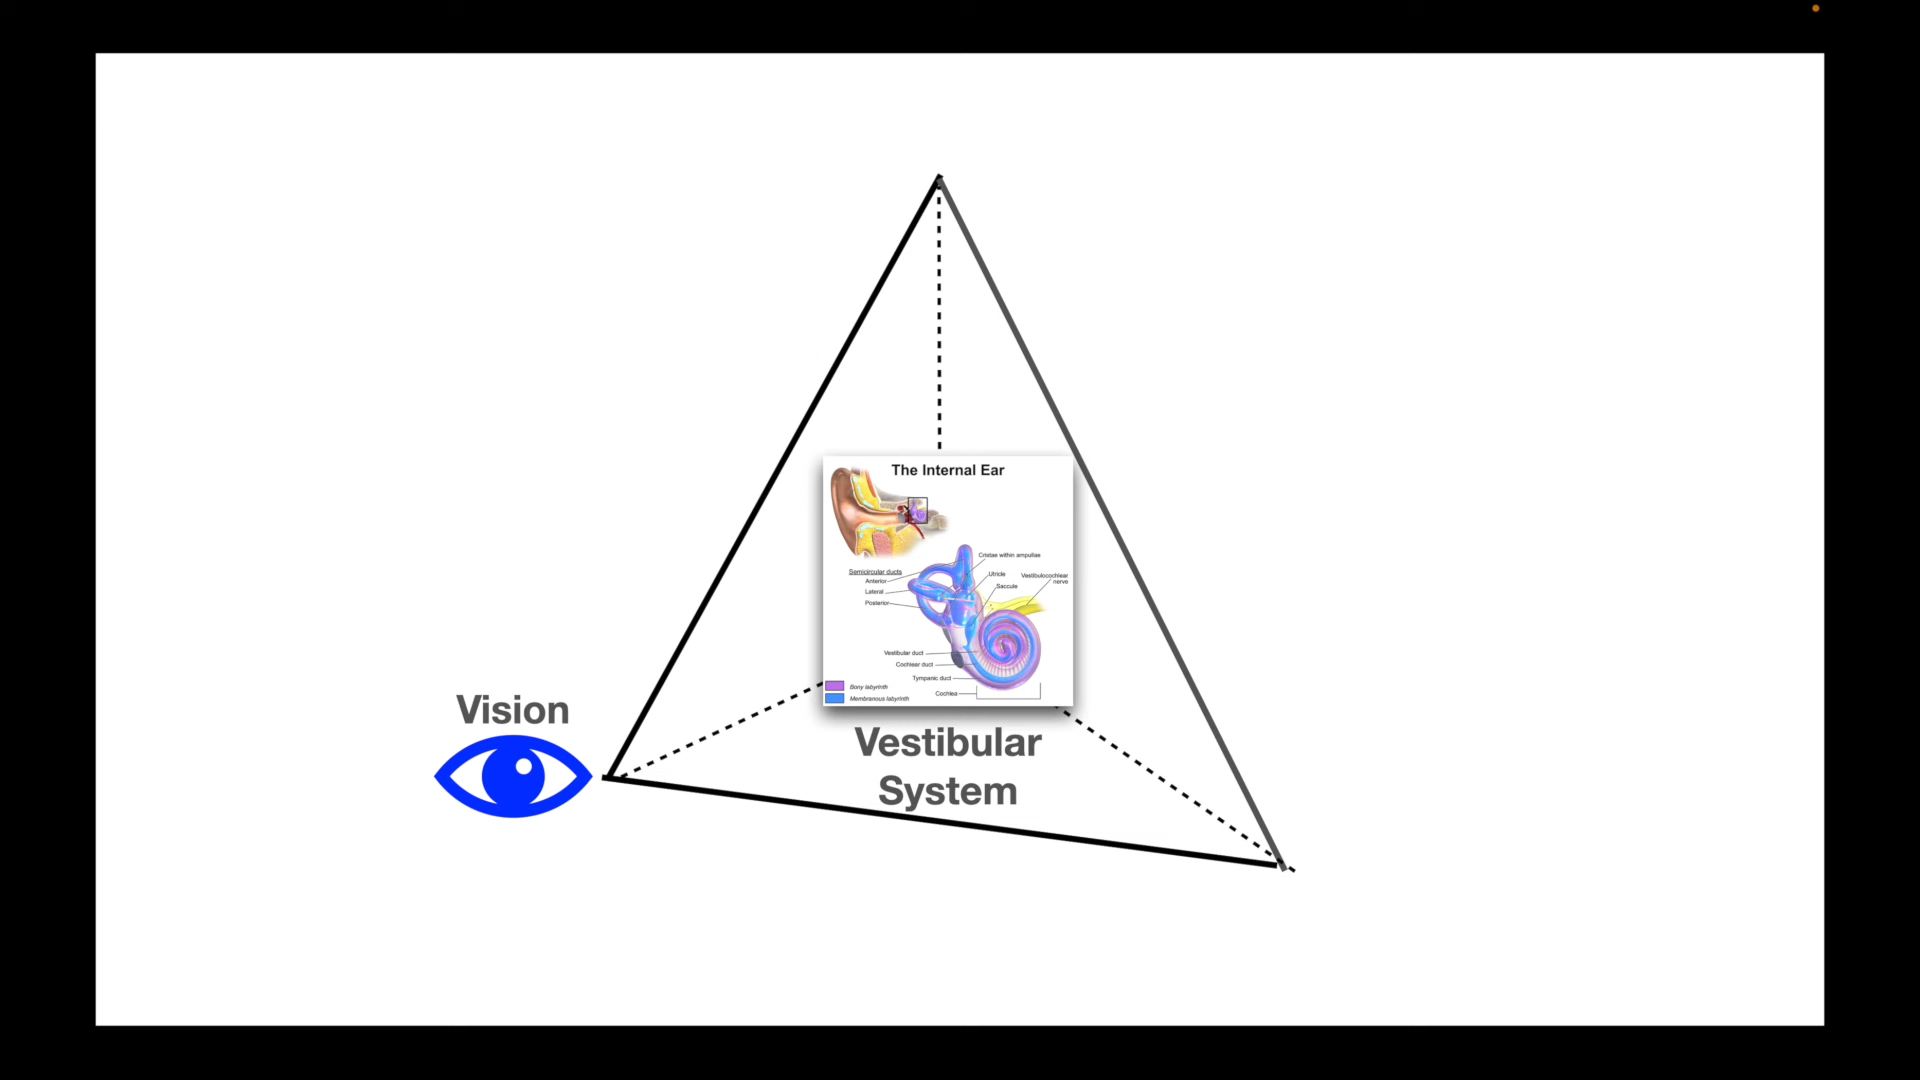 The Internal Ear
Cristae within ampullae
Semicircular ducts
Utricle
Vestibulocochlear
nerve
Anterior
Saccule
Lateral
Posterior
Vestibular duct
Cochlear duct
Tympanic duct
Bony labyrinth
Cochlea
Membranous labyrinth
Vision
Vestibular
System